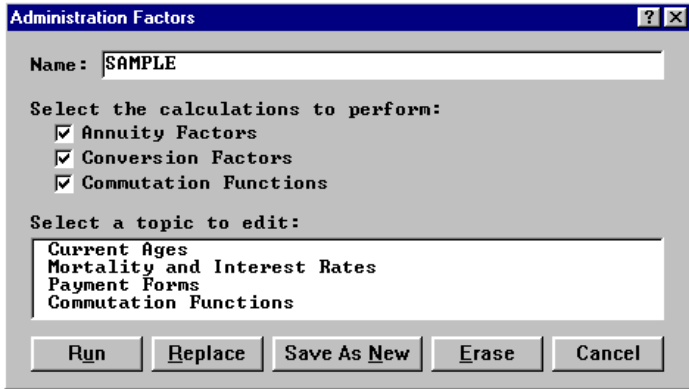 Administration Factors ? ×
Name: SAMPLE
Select the calculations to perform:
Annuity Factors
Conversion Factors
Commutation Functions
Select a topic to edit:
Current Ages
Mortality and Interest Rates
Payment Forms
Commutation Functions
Run Replace Save As New Erase Cancel